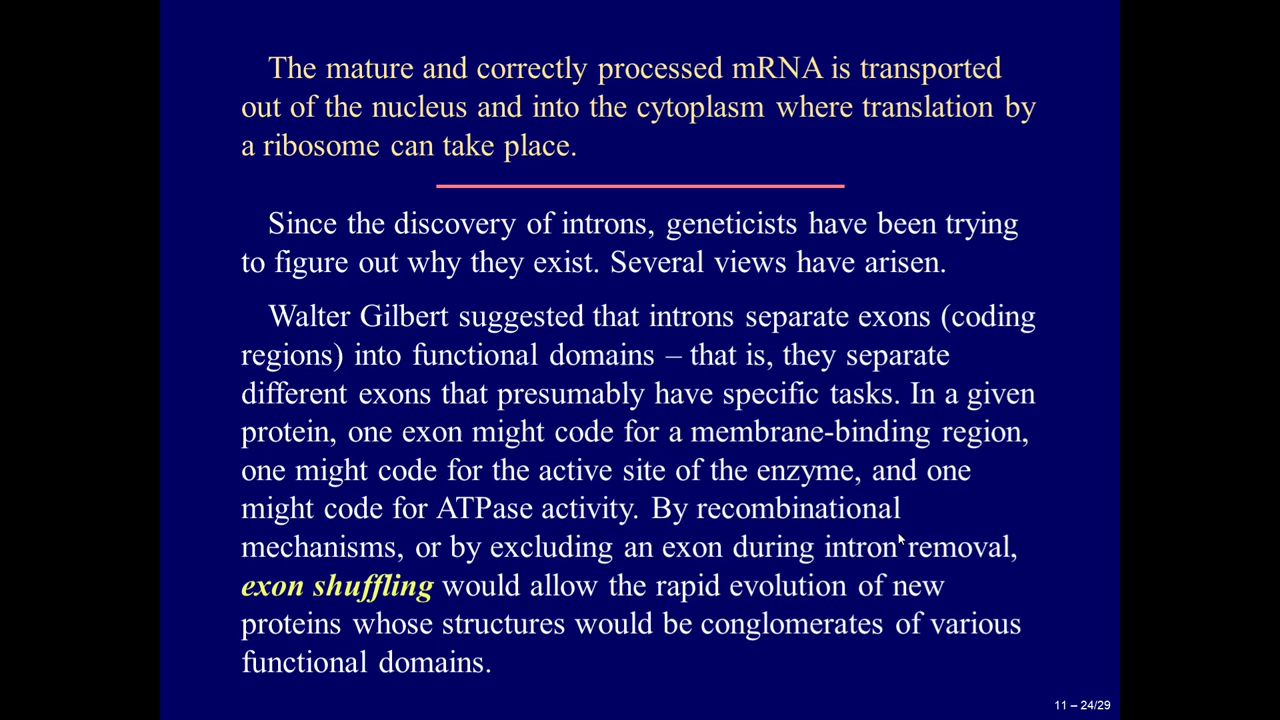 The mature and correctly processed mRNA is transported
out of the nucleus and into the cytoplasm where translation by
a ribosome can take place.
Since the discovery of introns, geneticists have been trying
to figure out why they exist. Several views have arisen.
Walter Gilbert suggested that introns separate exons (coding
regions) into functional domains – that is, they separate
different exons that presumably have specific tasks. In a given
protein, one exon might code for a membrane-binding region,
one might code for the active site of the enzyme, and one
might code for ATPase activity. By recombinational
mechanisms, or by excluding an exon during intron removal,
exon shuffling would allow the rapid evolution of new
proteins whose structures would be conglomerates of various
functional domains.
11 – 24/29